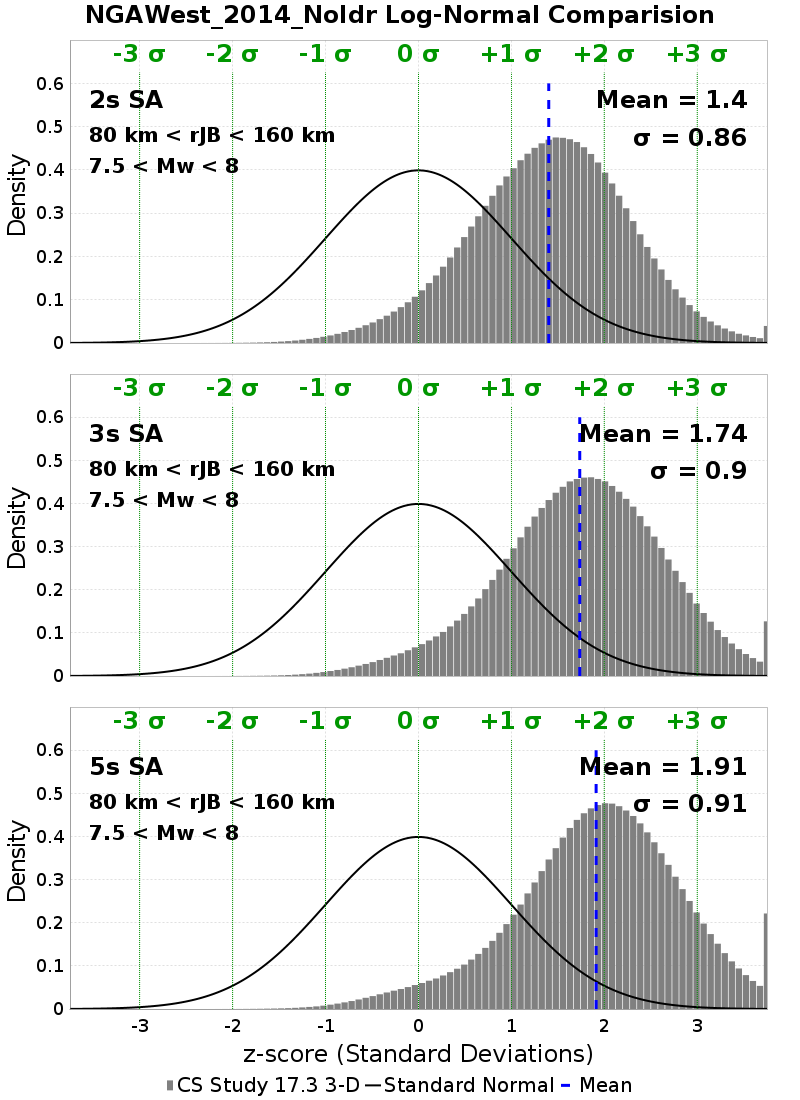 NGAWest_2014_NoIdr Log-Normal Comparision
-3 σ -2 σ -1 σ 0 σ +1 σ +2 σ +3 σ
0.6
2s SA Mean = 1.4
0.5
80 km < rJB < 160 km σ = 0.86
7.5 < Mw < 8
0.4
0.3
Density
0.2
0.1
0
-3 σ -2 σ -1 σ 0 σ +1 σ +2 σ +3 σ
0.6
3s SA Mean = 1.74
0.5
80 km < rJB < 160 km σ = 0.9
7.5 < Mw < 8
0.4
0.3
Density
0.2
0.1
0
-3 σ -2 σ -1 σ 0 σ +1 σ +2 σ +3 σ
0.6
5s SA Mean = 1.91
0.5
80 km < rJB < 160 km σ = 0.91
7.5 < Mw < 8
0.4
0.3
Density
0.2
0.1
0
-3 -2 -1 0 1 2 3
z-score (Standard Deviations)
CS Study 17.3 3-D Standard Normal Mean